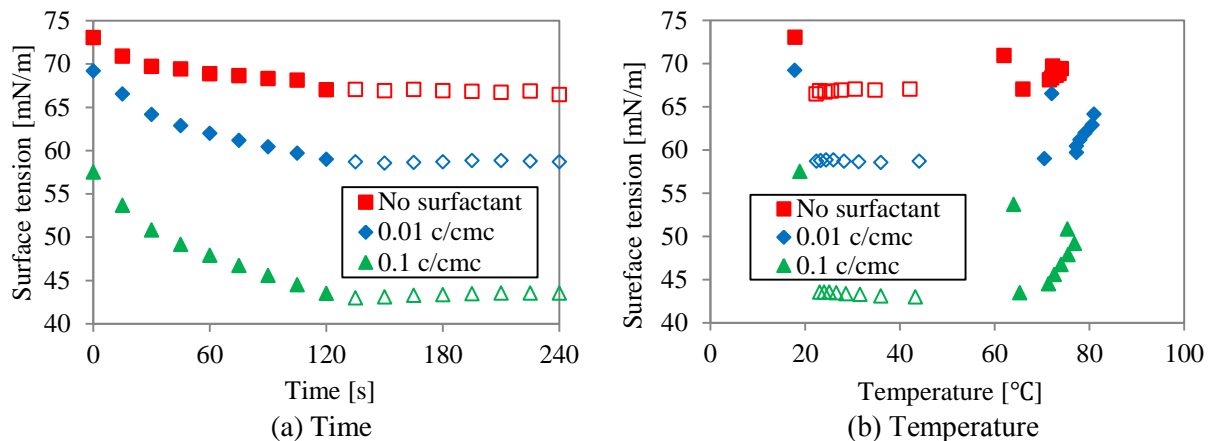 75
70
65
60
55
50
45
40
Surface tension [mN/m]
0
60
120
180
240
Time [s]
No surfactant
0.01 c/cmc
0.1 c/cmc
(a) Time
75
70
65
60
55
50
45
40
Sureface tension [mN/m]
0
20
40
60
80
100
Temperature [℃]
No surfactant
0.01 c/cmc
0.1 c/cmc
(b) Temperature